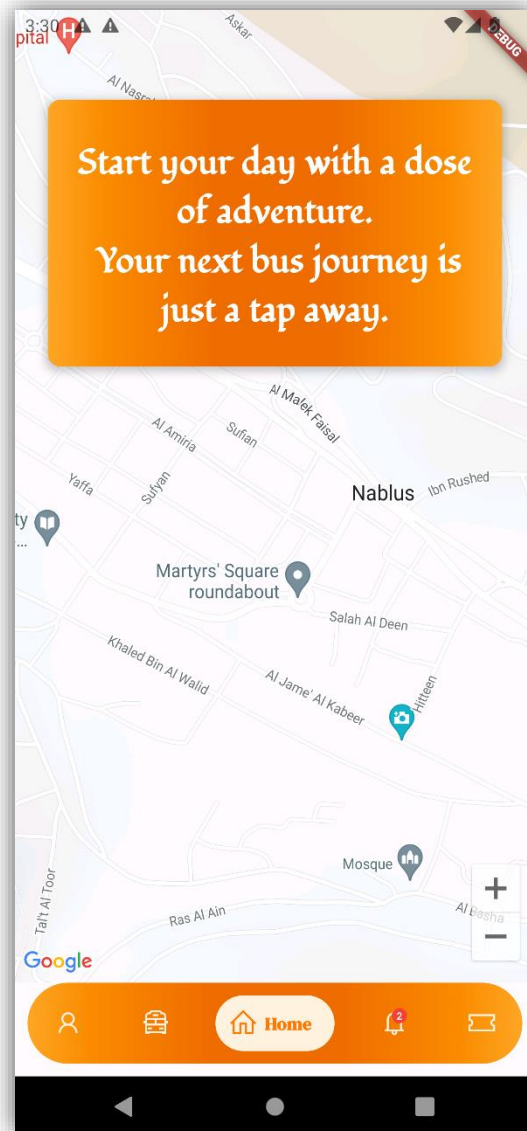 3:30
DEBUG
pital
H
Askar
Start your day with a dose
of adventure.
Your next bus journey is
just a tap away.
Al Malek Faisal
Al Amiria
Sufian
Yaffa
Sufyan
Nablus
Ibn Rushed
ty
...
Martyrs' Square
roundabout
Salah Al Deen
Khaled Bin Al Walid
Al Jame' Al Kabeer
Hitteen
Mosque
+
Tal't Al Toor
Ras Al Ain
Al Basha
−
Google
Home
2